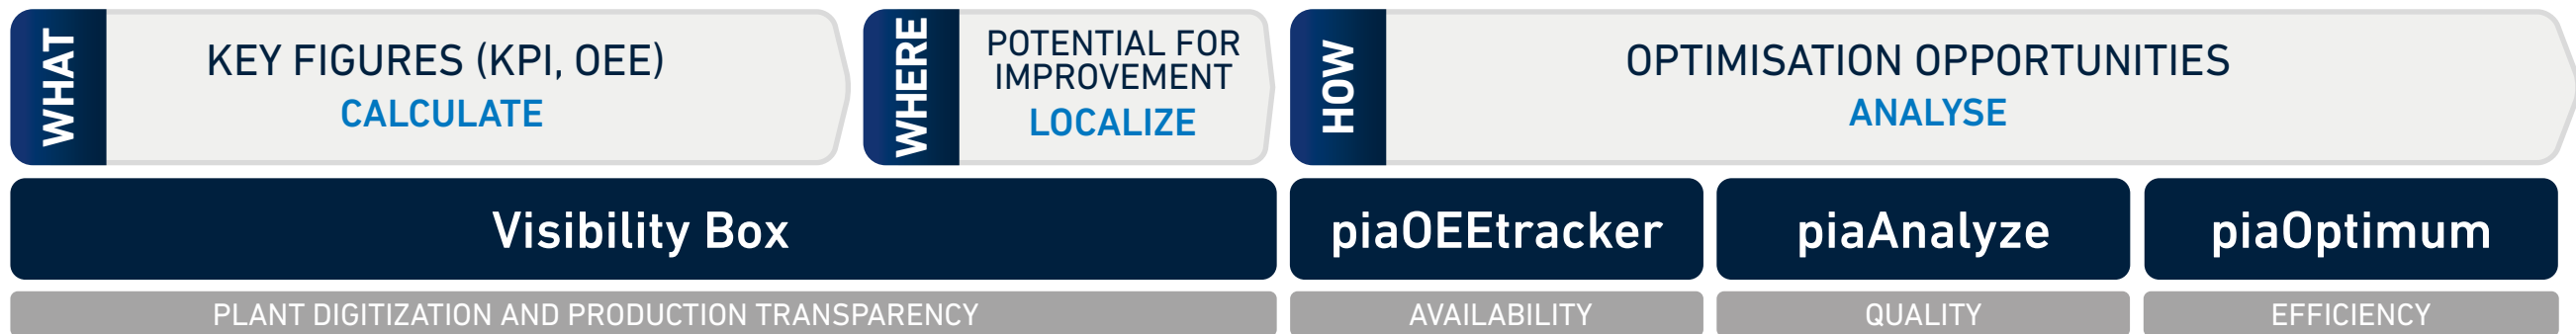 WHAT
KEY FIGURES (KPI, OEE)
CALCULATE
WHERE
POTENTIAL FOR
IMPROVEMENT
LOCALIZE
HOW
OPTIMISATION OPPORTUNITIES
ANALYSE
Visibility Box
piaOEEtracker
piaAnalyze
piaOptimum
PLANT DIGITIZATION AND PRODUCTION TRANSPARENCY
AVAILABILITY
QUALITY
EFFICIENCY